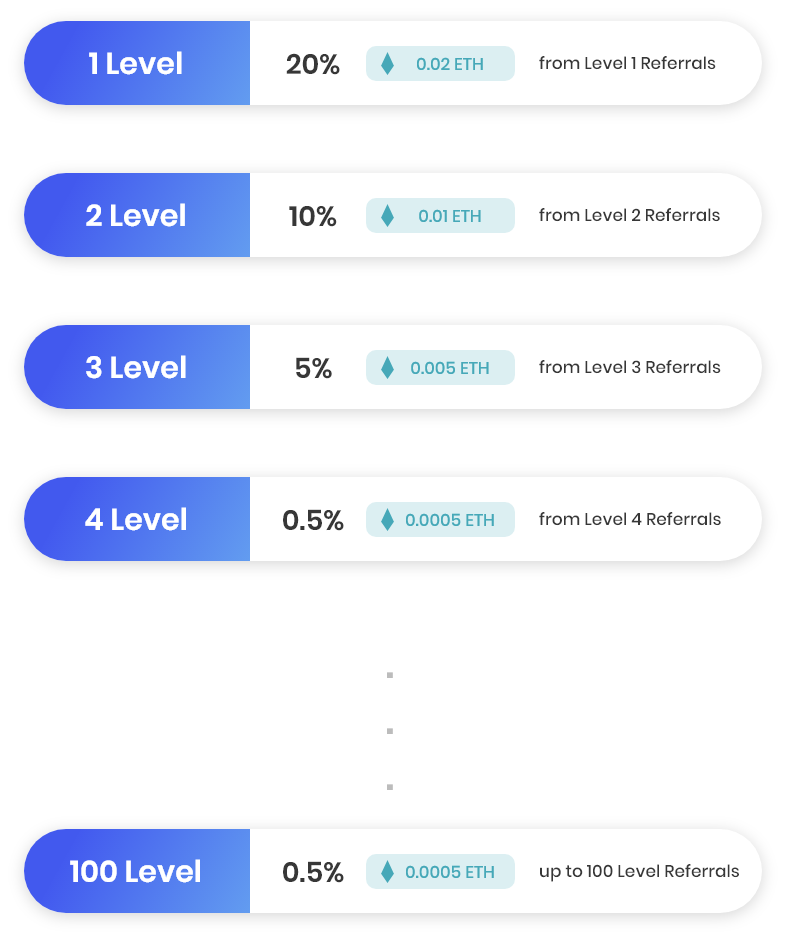 1 Level 20% 0.02 ETH from Level 1 Referrals
2 Level 10% 0.01 ETH from Level 2 Referrals
3 Level 5% 0.005 ETH from Level 3 Referrals
4 Level 0.5% 0.0005 ETH from Level 4 Referrals
100 Level 0.5% 0.0005 ETH up to 100 Level Referrals